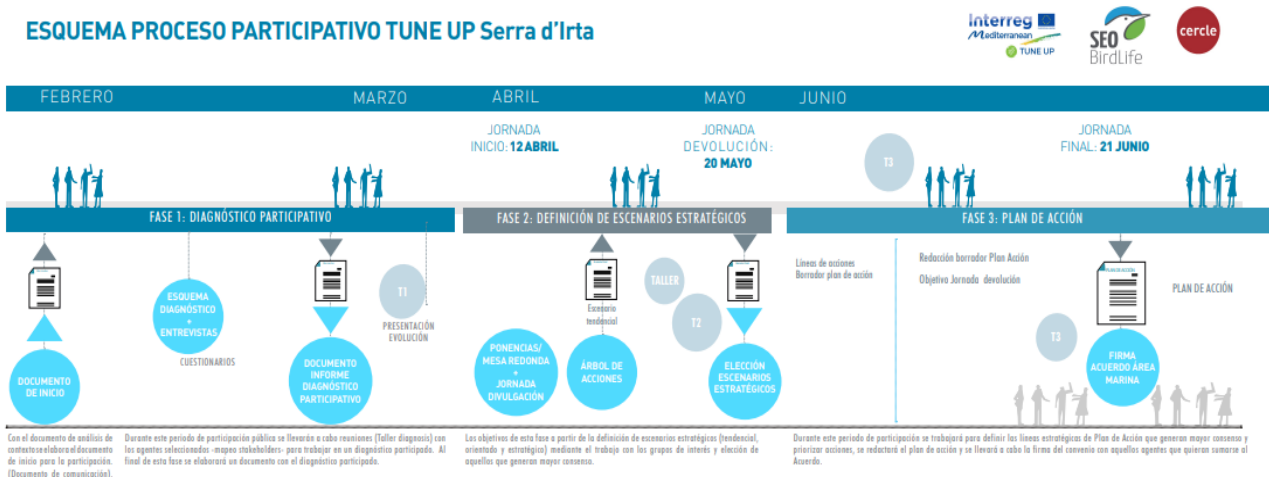 ESQUEMA PROCESO PARTICIPATIVO TUNE UP Serra d'Irta
Interreg
Mediterranean
TUNE UP
SEO
BirdLife
cercle
FEBRERO
MARZO
ABRIL
MAYO
JUNIO
JORNADA
INICIO: 12 ABRIL
JORNADA
DEVOLUCIÓN:
20 MAYO
T3
JORNADA
FINAL: 21 JUNIO
FASE 1: DIAGNÓSTICO PARTICIPATIVO
FASE 2: DEFINICIÓN DE ESCENARIOS ESTRATÉGICOS
FASE 3: PLAN DE ACCIÓN
DOCUMENTO
DE INICIO
ESQUEMA
DIAGNÓSTICO
+
ENTREVISTAS
CUESTIONARIOS
DOCUMENTO
INFORME
DIAGNÓSTICO
PARTICIPATIVO
T1
PRESENTACIÓN
EVOLUCIÓN
PONENCIAS/
MESA REDONDA
+
JORNADA
DIVULGACIÓN
Escenario
tendencial
ÁRBOL DE
ACCIONES
TALLER
T2
ELECCIÓN
ESCENARIOS
ESTRATÉGICOS
Líneas de acciones
Borrador plan de acción
Redacción borrador Plan Acción
Objetivo Jornada devolución
PLAN DE ACCIÓN
T3
FIRMA
ACUERDO ÁREA
MARINA
PLAN DE ACCIÓN
Con el documento de análisis de
contexto se elabora el documento
de inicio para la participación.
(Documento de comunicación).
Durante este periodo de participación pública se llevarán a cabo reuniones (Taller diagnosis) con
los agentes seleccionados -mapeo stakehalders- para trabajar en un diagnóstico participado. Al
final de esta fase se elaborará un documento con el diagnóstico participado.
Los objetivos de esta fase a partir de la definición de escenarios estratégicos (tendencial,
orientado y estratégico) mediante el trabajo con los grupos de interés y elección de
aquellos que generan mayor consenso.
Durante este periodo de participación se trabajará para definir las líneas estratégicas de Plan de Acción que generan mayor consenso y
priorizar acciones, se redactará el plan de acción y se llevará a cabo la firma del convenio con aquellos agentes que quieran sumarse al
Acuerdo.